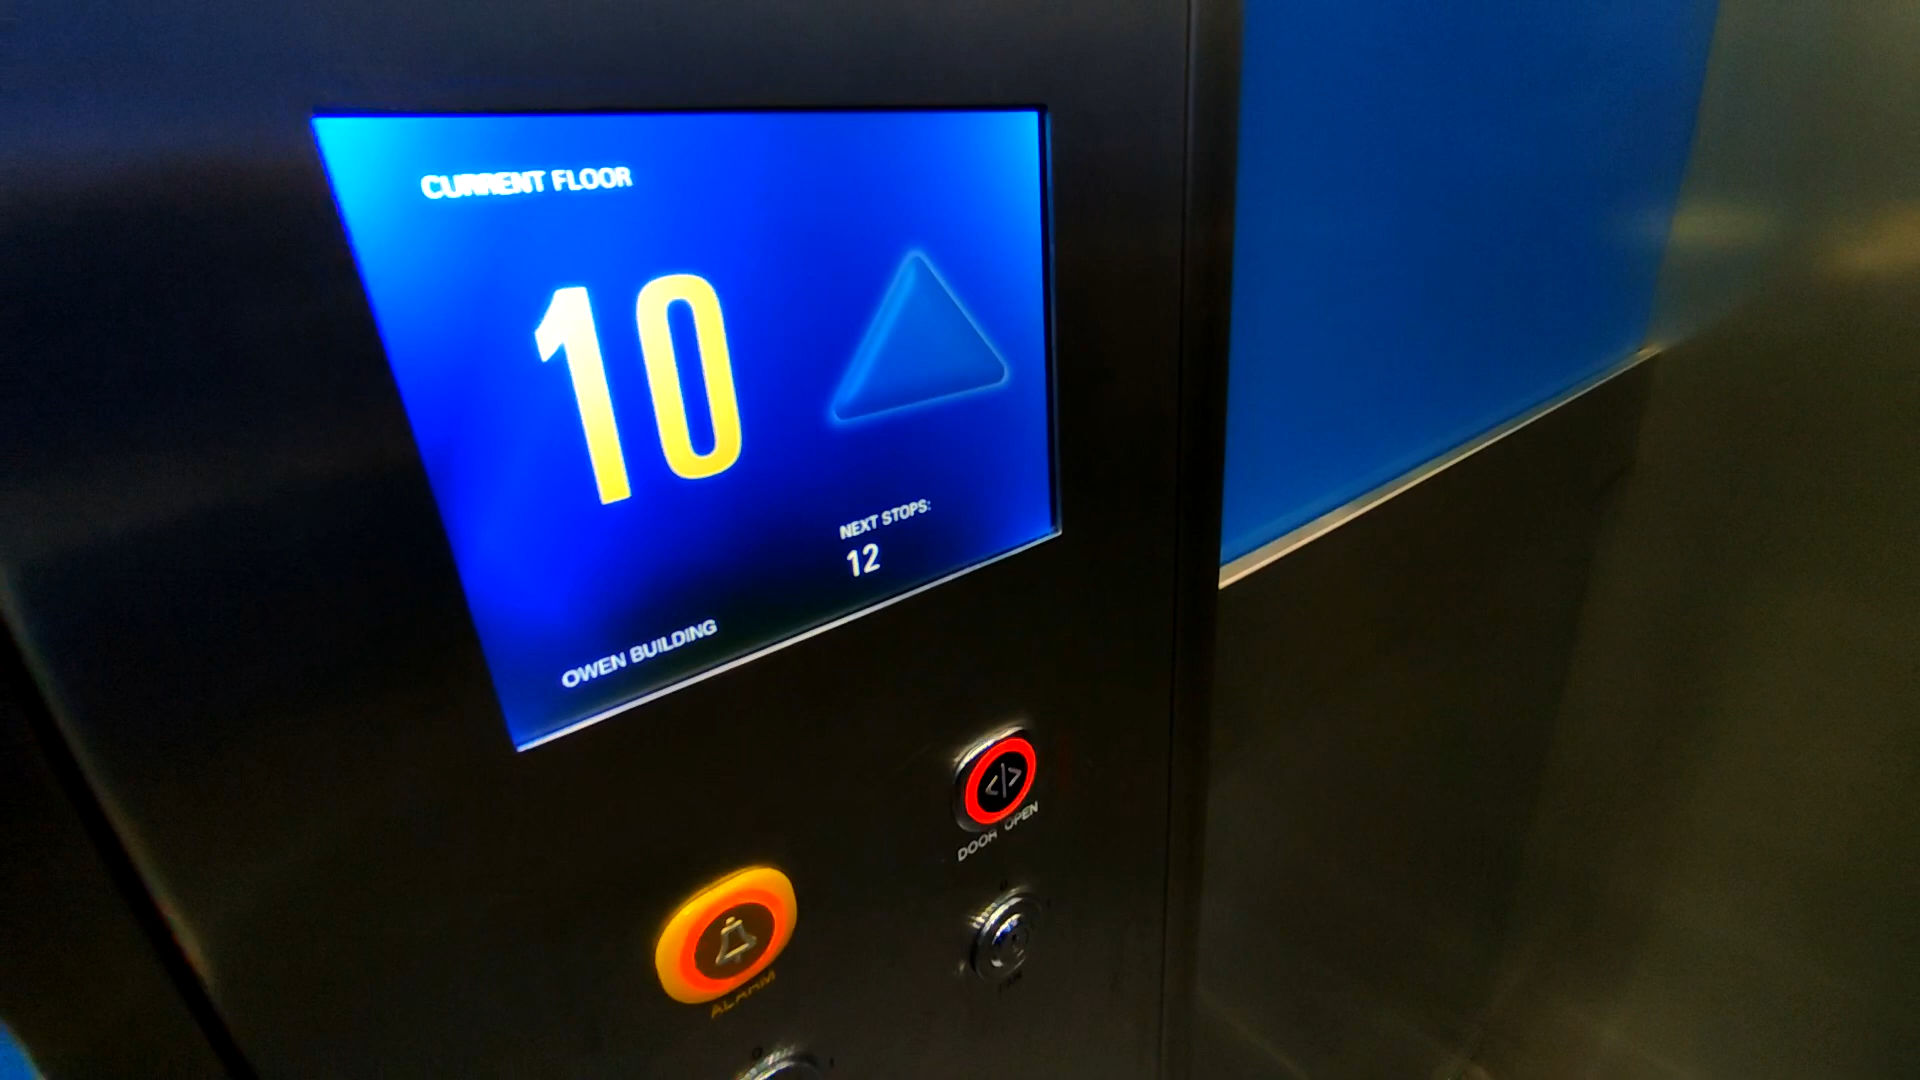 CURRENT FLOOR
10
NEXT STOPS:
12
OWEN BUILDING
DOOR OPEN
ALARM